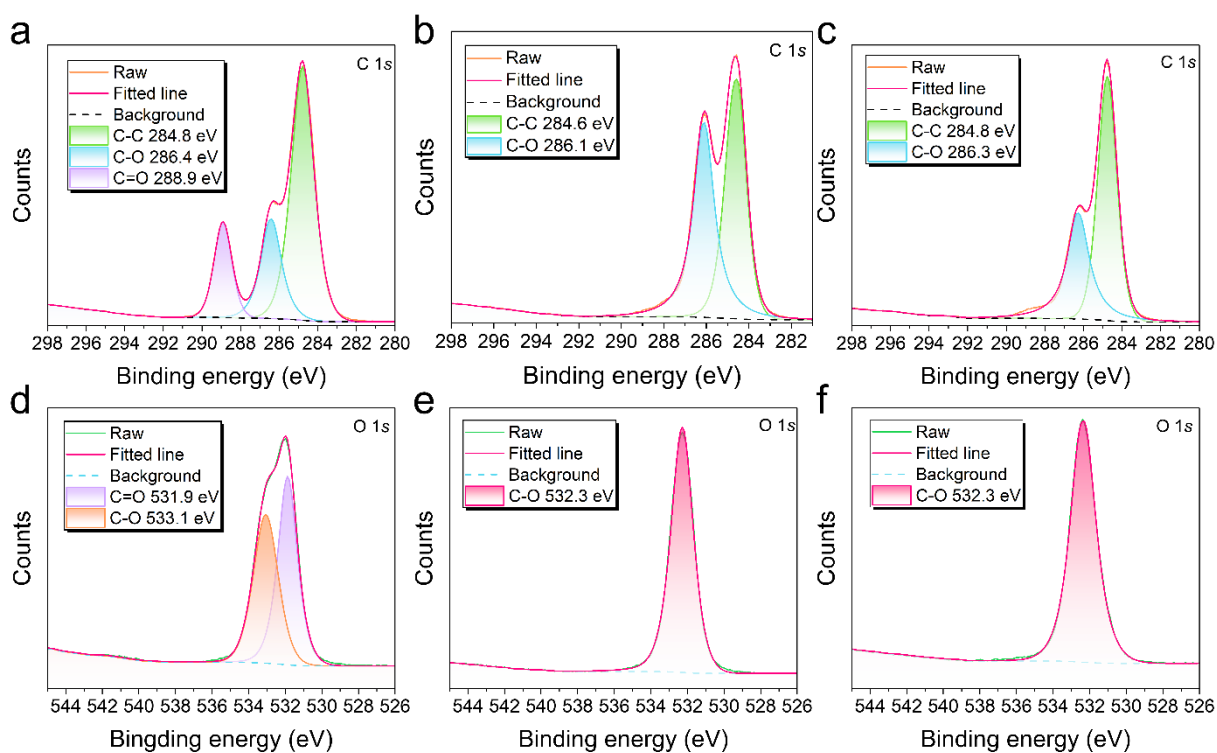 a
C 1s
Raw
Fitted line
Background
C-C 284.8 eV
C-O 286.4 eV
C=O 288.9 eV
Counts
298 296 294 292 290 288 286 284 282 280
Binding energy (eV)
b
C 1s
Raw
Fitted line
Background
C-C 284.6 eV
C-O 286.1 eV
Counts
298 296 294 292 290 288 286 284 282
Binding energy (eV)
c
C 1s
Raw
Fitted line
Background
C-C 284.8 eV
C-O 286.3 eV
Counts
298 296 294 292 290 288 286 284 282 280
Binding energy (eV)
d
O 1s
Raw
Fitted line
Background
C=O 531.9 eV
C-O 533.1 eV
Counts
544 542 540 538 536 534 532 530 528 526
Bingding energy (eV)
e
O 1s
Raw
Fitted line
Background
C-O 532.3 eV
Counts
544 542 540 538 536 534 532 530 528 526
Binding energy (eV)
f
O 1s
Raw
Fitted line
Background
C-O 532.3 eV
Counts
544 542 540 538 536 534 532 530 528 526
Binding energy (eV)